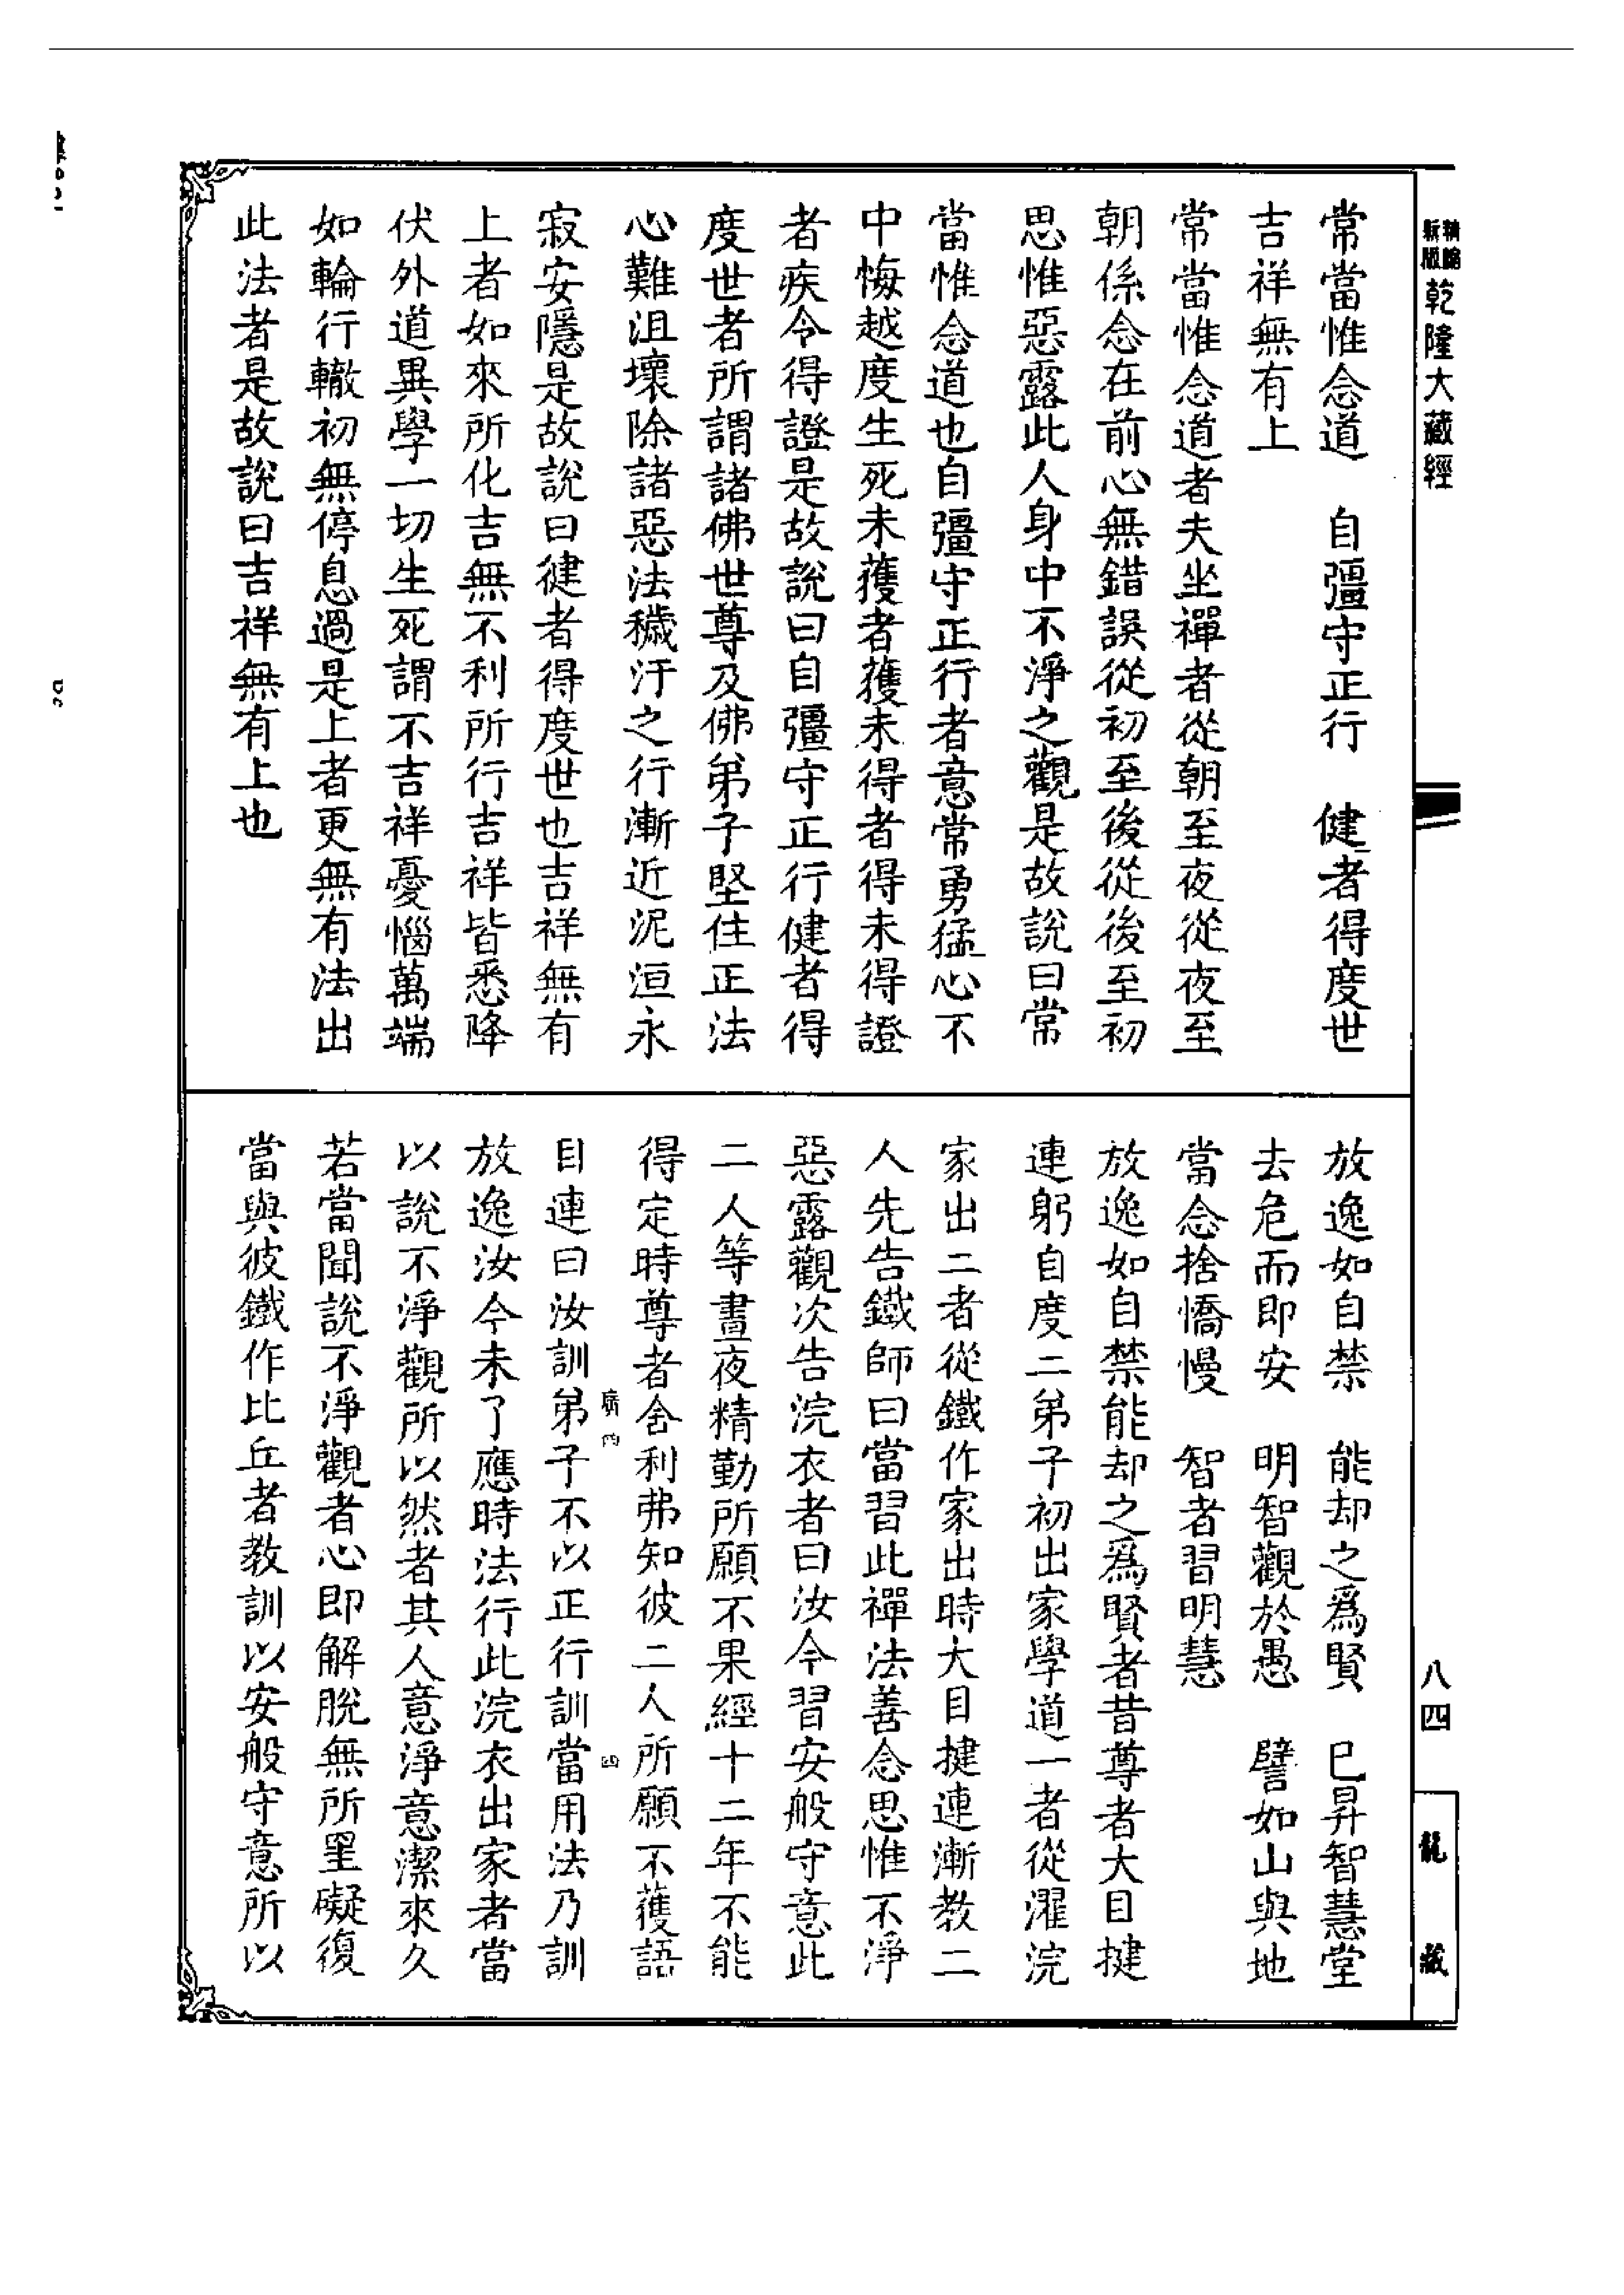 新編
新版
乾隆大藏經
常當惟念道　自彊守正行　健者得度世
吉祥無有上
常當惟念道者夫坐禪者從朝至夜從夜至
朝係念在前心無錯誤從初至後從後至初
思惟惡露此人身中不淨之觀是故說曰常
當惟念道也自彊守正行者意常勇猛心不
中悔越度生死未獲者獲未得者得未得證
者疾令得證是故說曰自彊守正行健者得
度世者所謂諸佛世尊及佛弟子堅住正法
心難沮壞除諸惡法穢汙之行漸近泥洹永
寂安隱是故說曰健者得度世也吉祥無有
上者如來所化吉無不利所行吉祥皆悉降
伏外道異學一切生死謂不吉祥憂惱萬端
如輪行轍初無停息過是上者更無有法出
此法者是故說曰吉祥無有上也
放逸如自禁　能却之為賢　已昇智慧堂
去危而即安　明智觀於愚　譬如山與地
當念捨憍慢　智者習明慧
放逸如自禁能却之為賢者昔尊者大目揵
連躬自度二弟子初出家學道一者從濯浣
家出二者從鐵作家出時大目揵連漸教二
人先告鐵師曰當習此禪法善念思惟不淨
惡露觀次告浣衣者曰汝今習安般守意此
二人等晝夜精勤所願不果經十二年不能
得定時尊者舍利弗知彼二人所願不獲語
廣四　四
目連曰汝訓弟子不以正行訓當用法乃訓
放逸汝今未了應時法行此浣衣出家者當
以說不淨觀所以然者其人意淨意潔來久
若當聞說不淨觀者心即解脫無所罣礙復
當與彼鐵作比丘者教訓以安般守意所以
八四
龍藏